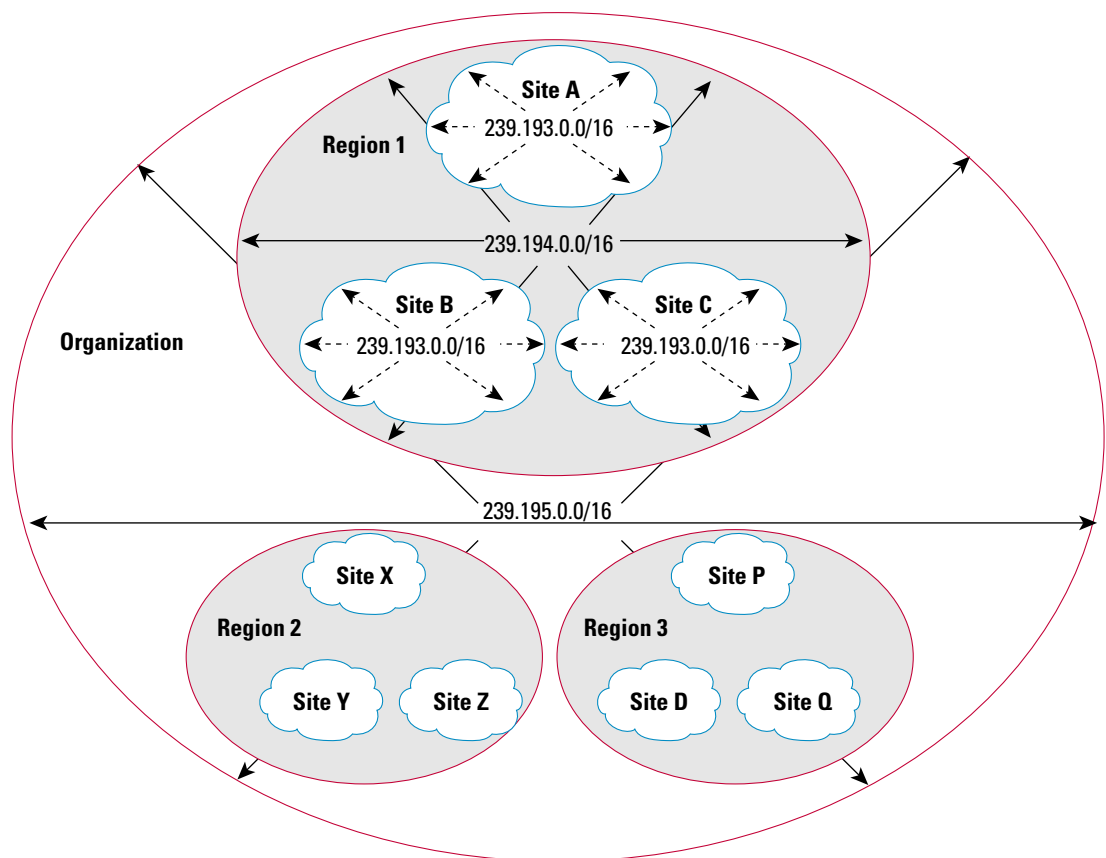 Site A
239.193.0.0/16
Region 1
239.194.0.0/16
Site B
Site C
Organization
239.193.0.0/16
239.193.0.0/16
239.195.0.0/16
Site X
Site P
Region 2
Region 3
Site Y
Site Z
Site D
Site Q